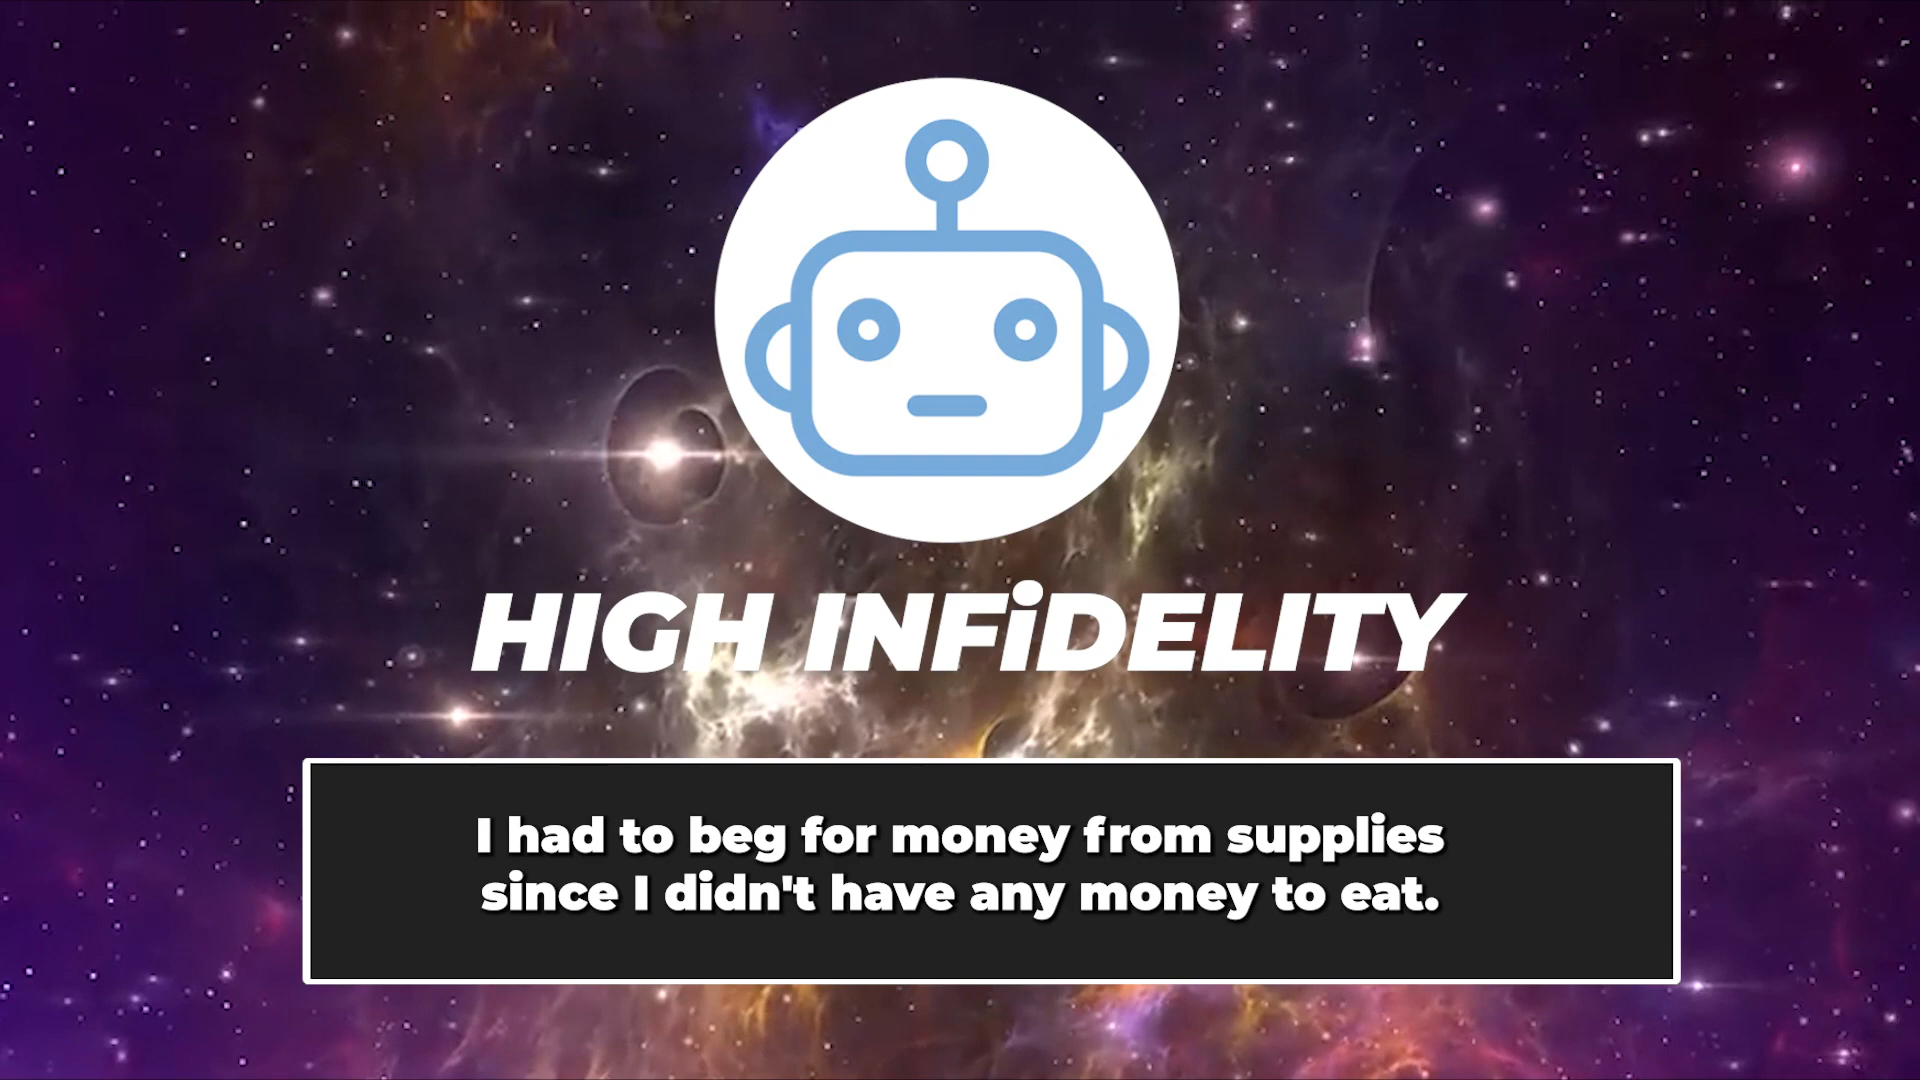 HIGH INFiDELITY
I had to beg for money from supplies
since I didn't have any money to eat.